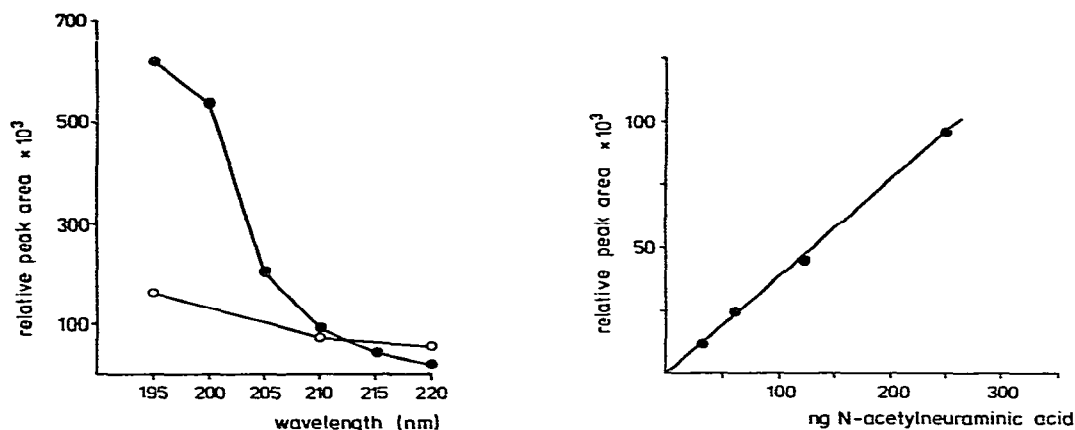 700
500
300
100
relative peak area × 10³
195 200 205 210 215 220
wavelength (nm)
100
50
relative peak area × 10³
100 200 300
ng N-acetylneuraminic acid